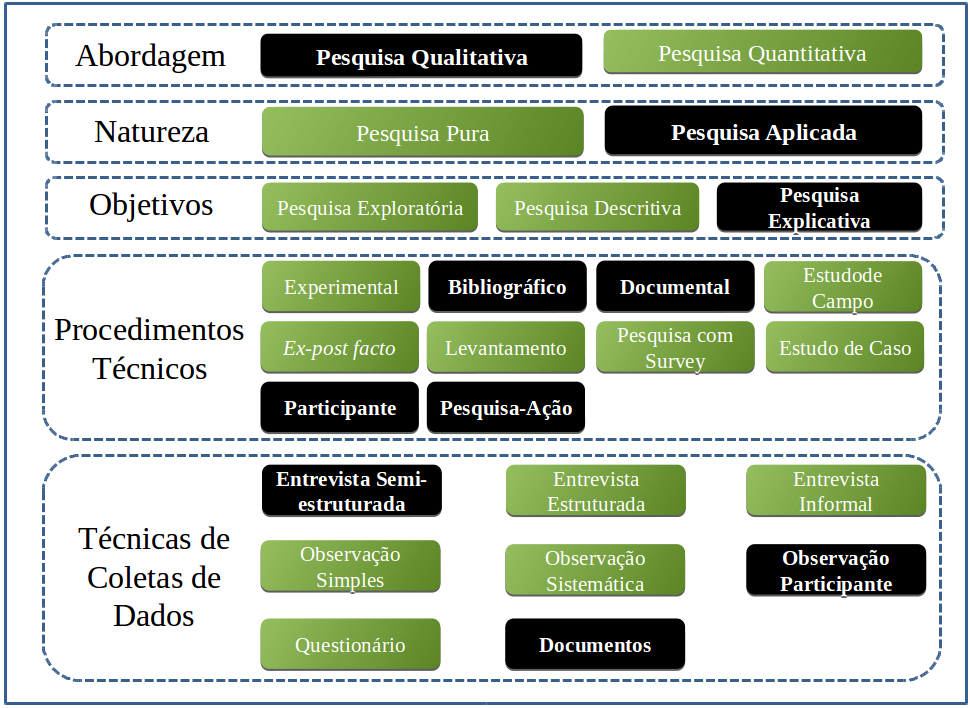 Abordagem
Pesquisa Qualitativa
Pesquisa Quantitativa
Natureza
Pesquisa Pura
Pesquisa Aplicada
Objetivos
Pesquisa Exploratória
Pesquisa Descritiva
Pesquisa
Explicativa
Procedimentos
Técnicos
Experimental
Bibliográfico
Documental
Estudode
Campo
Ex-post facto
Levantamento
Pesquisa com
Survey
Estudo de Caso
Participante
Pesquisa-Ação
Técnicas de
Coletas de
Dados
Entrevista Semi-
estruturada
Entrevista
Estruturada
Entrevista
Informal
Observação
Simples
Observação
Sistemática
Observação
Participante
Questionário
Documentos